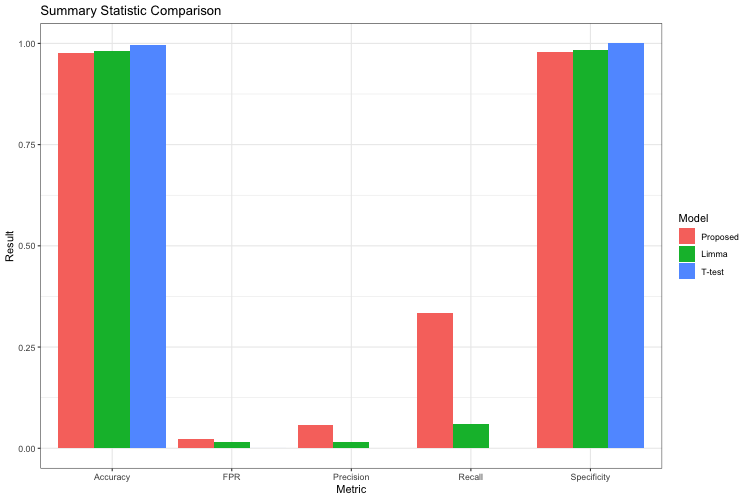 Summary Statistic Comparison
1.00
0.75
0.50
0.25
0.00
Result
Accuracy
FPR
Precision
Recall
Specificity
Metric
Model
Proposed
Limma
T-test